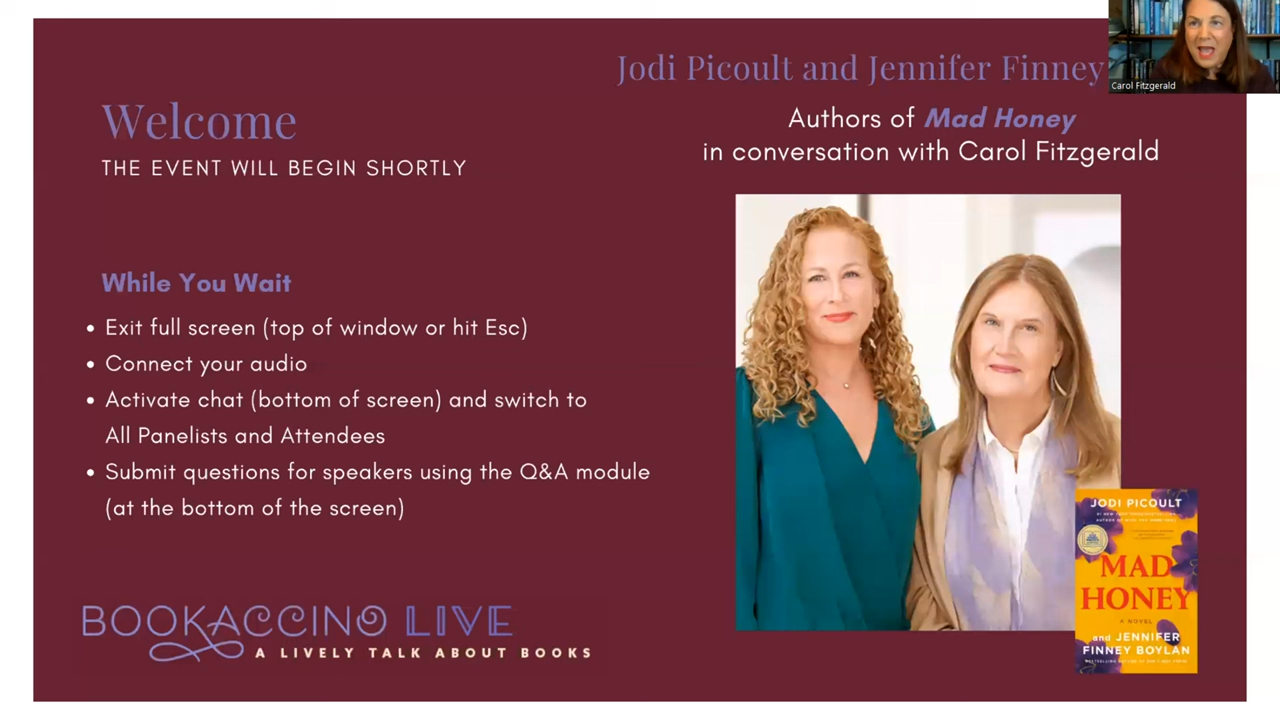 Jodi Picoult and Jennifer Finney
Carol Fitzgerald
Welcome
THE EVENT WILL BEGIN SHORTLY
Authors of Mad Honey
in conversation with Carol Fitzgerald
While You Wait
• Exit full screen (top of window or hit Esc)
• Connect your audio
• Activate chat (bottom of screen) and switch to
All Panelists and Attendees
• Submit questions for speakers using the Q&A module
(at the bottom of the screen)
BOOKACCINO LIVE
A LIVELY TALK ABOUT BOOKS
JODI PICOULT
MAD
HONEY
A NOVEL
and JENNIFER
FINNEY BOYLAN